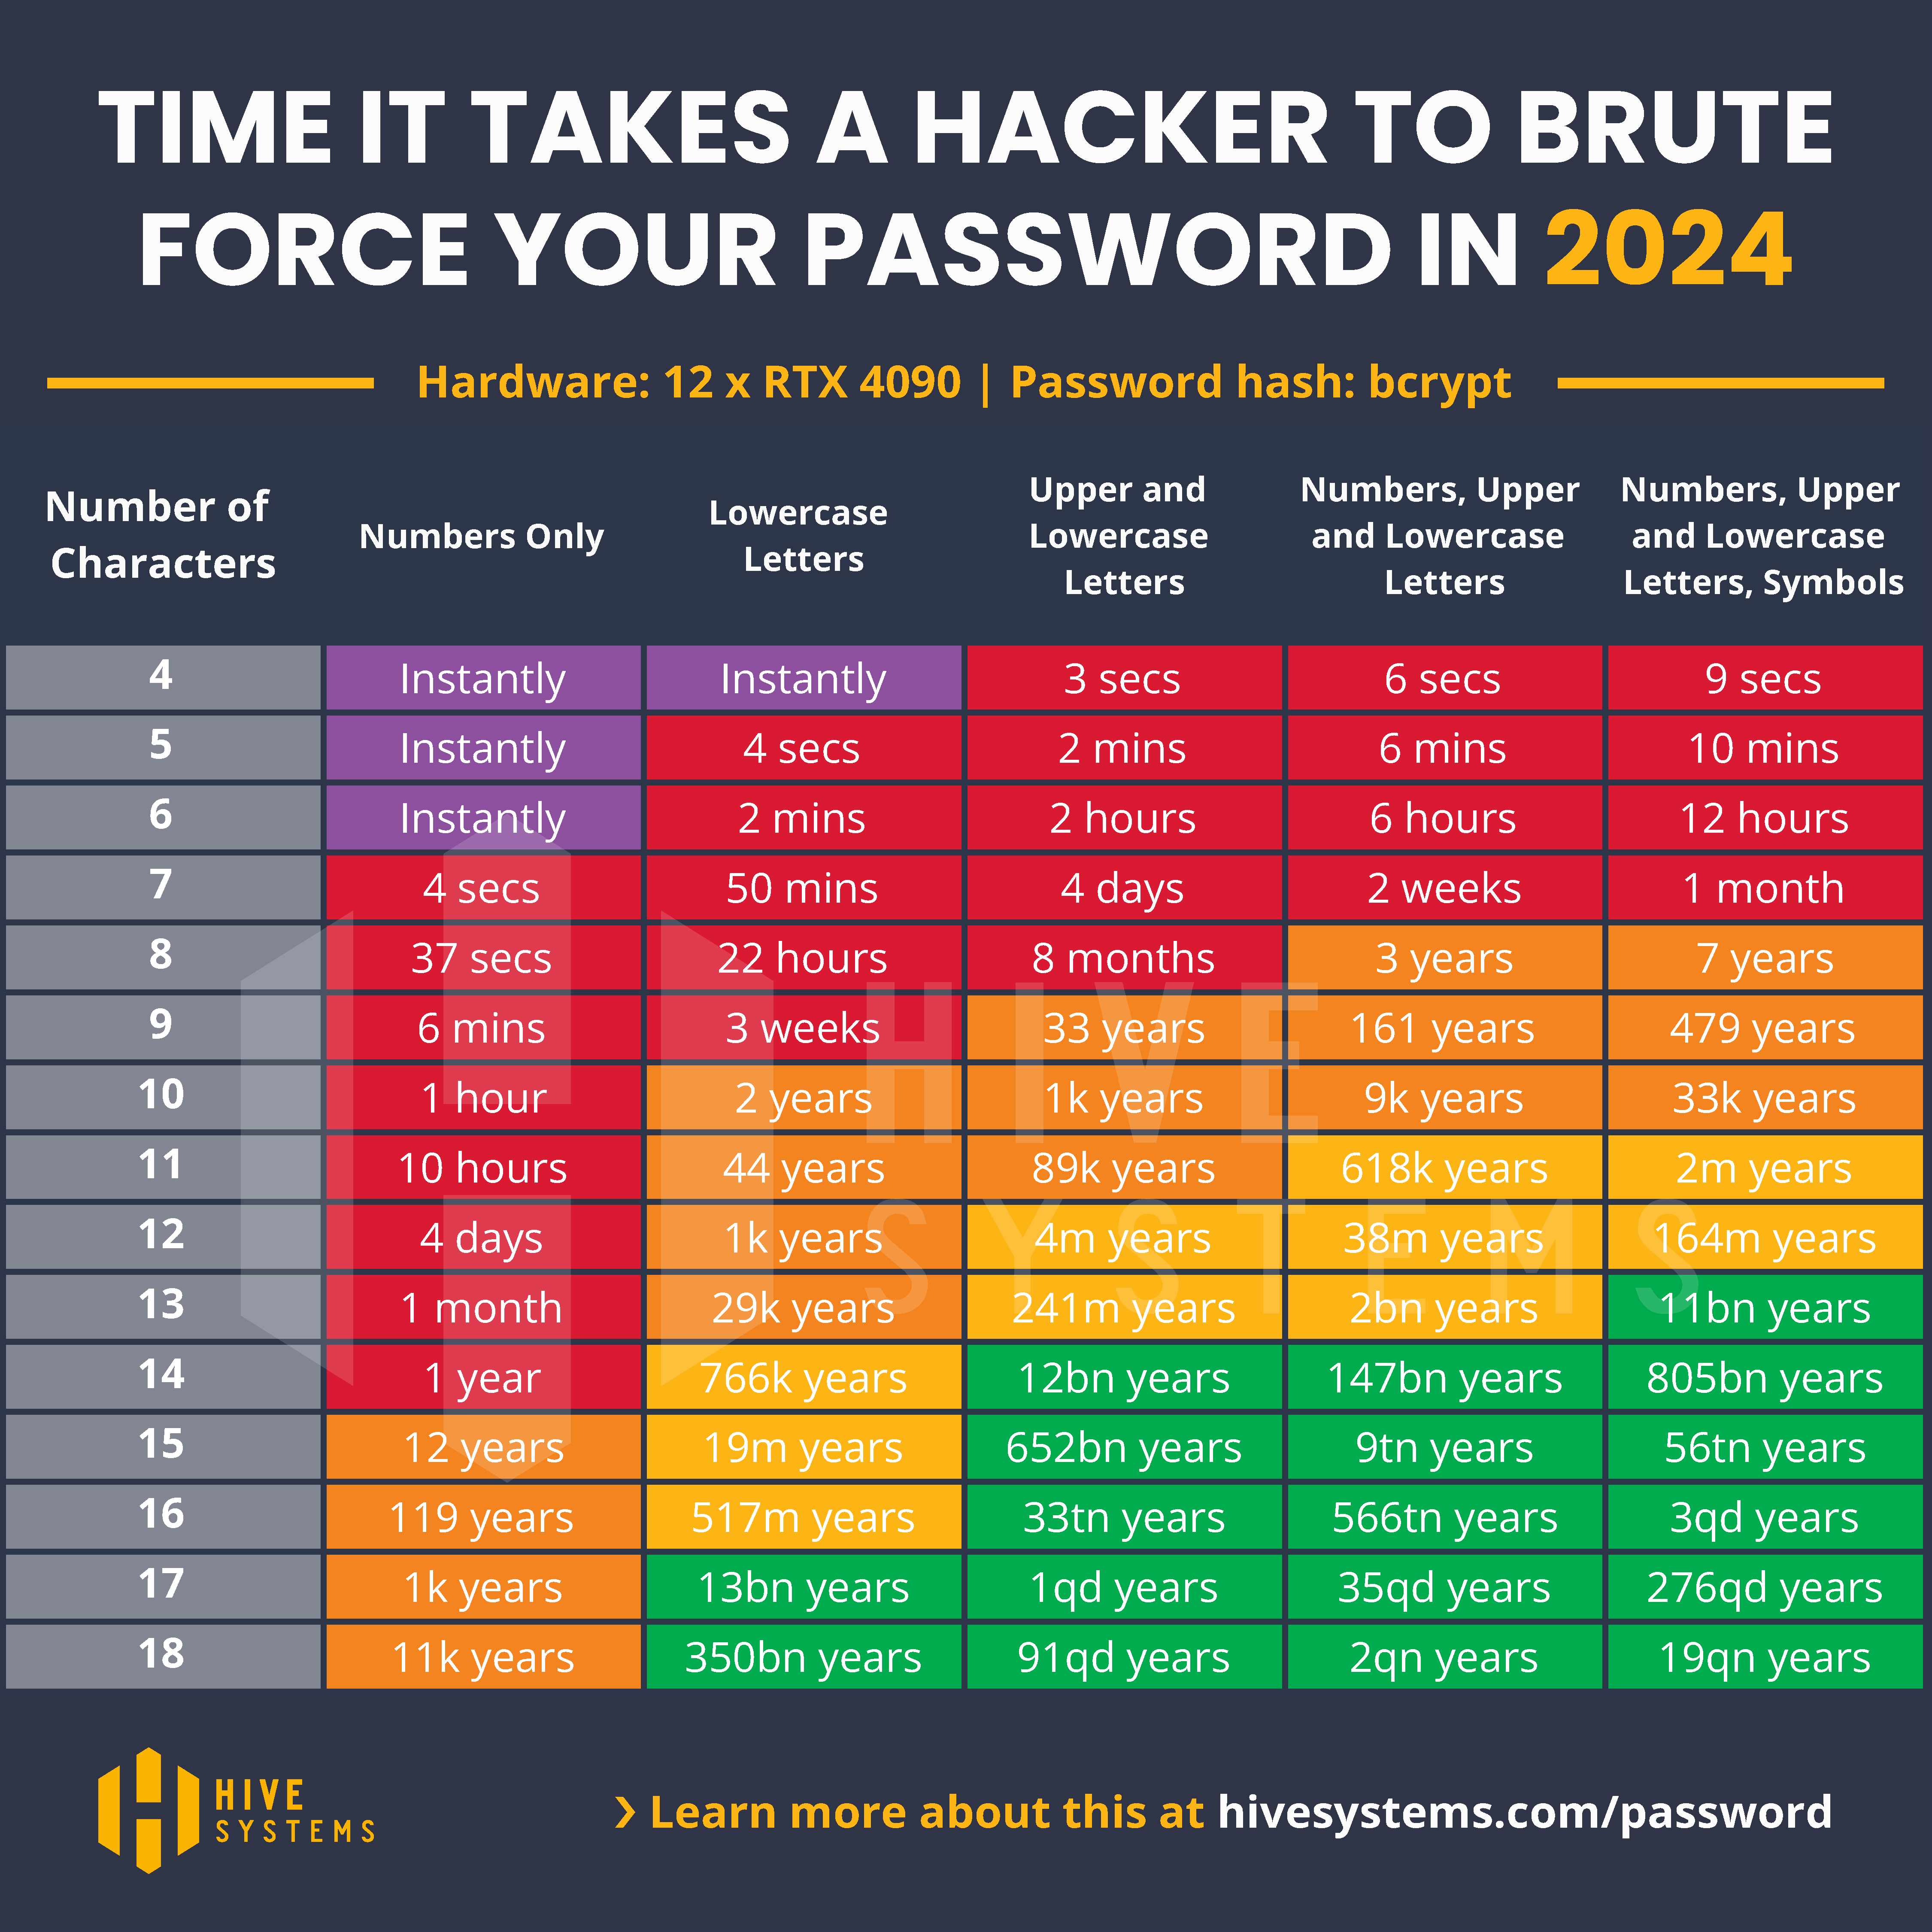 TIME IT TAKES A HACKER TO BRUTE
FORCE YOUR PASSWORD IN 2024
Hardware: 12 x RTX 4090 | Password hash: bcrypt
Number of
Characters
Numbers Only
Lowercase
Letters
Upper and
Lowercase
Letters
Numbers, Upper
and Lowercase
Letters
Numbers, Upper
and Lowercase
Letters, Symbols
4 Instantly Instantly 3 secs 6 secs 9 secs
5 Instantly 4 secs 2 mins 6 mins 10 mins
6 Instantly 2 mins 2 hours 6 hours 12 hours
7 4 secs 50 mins 4 days 2 weeks 1 month
8 37 secs 22 hours 8 months 3 years 7 years
9 6 mins 3 weeks 33 years 161 years 479 years
10 1 hour 2 years 1k years 9k years 33k years
11 10 hours 44 years 89k years 618k years 2m years
12 4 days 1k years 4m years 38m years 164m years
13 1 month 29k years 241m years 2bn years 11bn years
14 1 year 766k years 12bn years 147bn years 805bn years
15 12 years 19m years 652bn years 9tn years 56tn years
16 119 years 517m years 33tn years 566tn years 3qd years
17 1k years 13bn years 1qd years 35qd years 276qd years
18 11k years 350bn years 91qd years 2qn years 19qn years
HIVE
SYSTEMS
HIVE
SYSTEMS
› Learn more about this at hivesystems.com/password